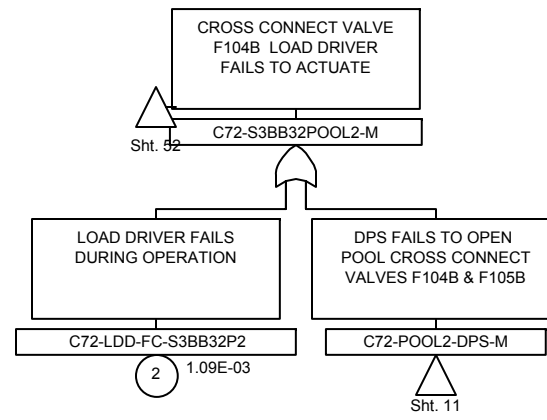 CROSS CONNECT VALVE
F104B LOAD DRIVER
FAILS TO ACTUATE
Sht. 52
C72-S3BB32POOL2-M
LOAD DRIVER FAILS
DURING OPERATION
C72-LDD-FC-S3BB32P2
2
1.09E-03
DPS FAILS TO OPEN
POOL CROSS CONNECT
VALVES F104B & F105B
C72-POOL2-DPS-M
Sht. 11